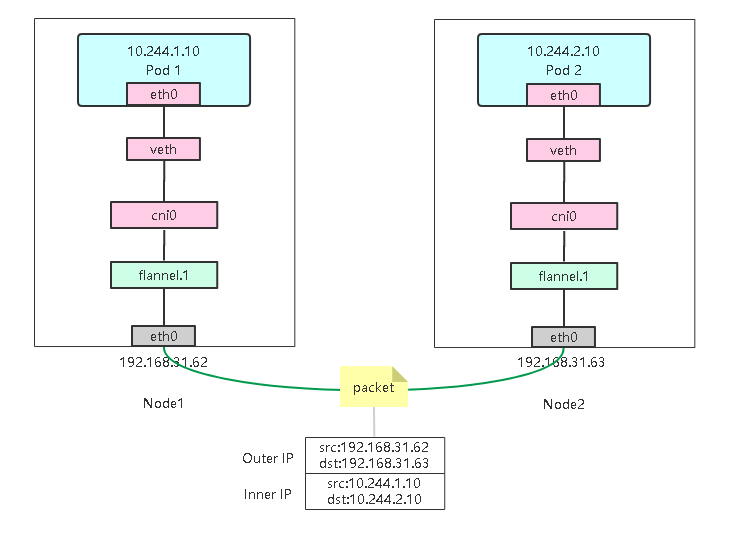 10.244.1.10
Pod 1
eth0
veth
cni0
flannel.1
eth0
192.168.31.62
Node1
10.244.2.10
Pod 2
eth0
veth
cni0
flannel.1
eth0
192.168.31.63
Node2
packet
Outer IP
src:192.168.31.62
dst:192.168.31.63
Inner IP
src:10.244.1.10
dst:10.244.2.10